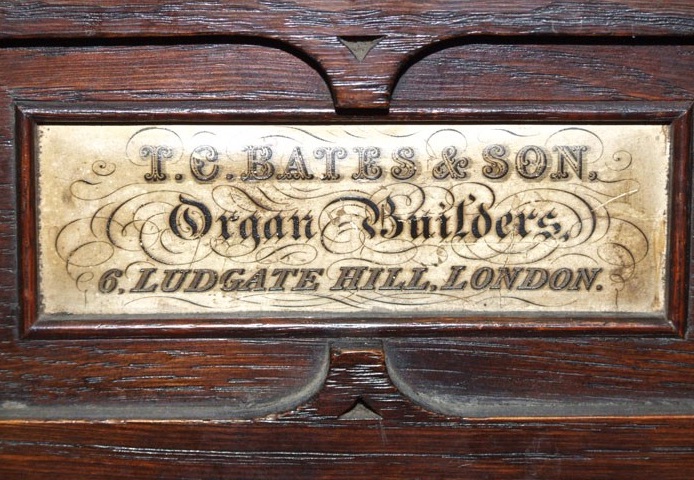 T. C. BATES & SON.
Organ Builders,
6, LUDGATE HILL, LONDON.